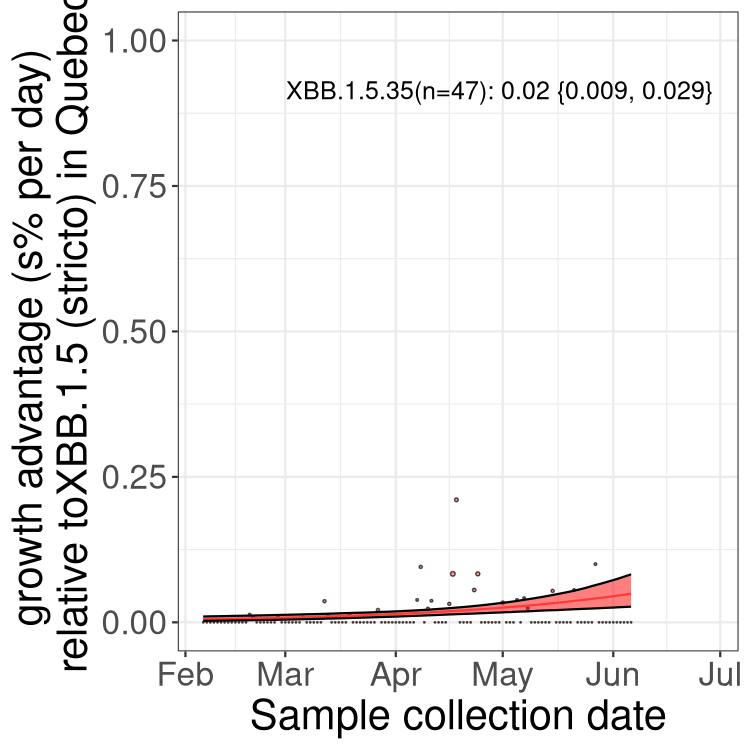 growth advantage (s% per day)
relative toXBB.1.5 (stricto) in Quebec
1.00
0.75
0.50
0.25
0.00
XBB.1.5.35(n=47): 0.02 {0.009, 0.029}
Feb Mar Apr May Jun Jul
Sample collection date